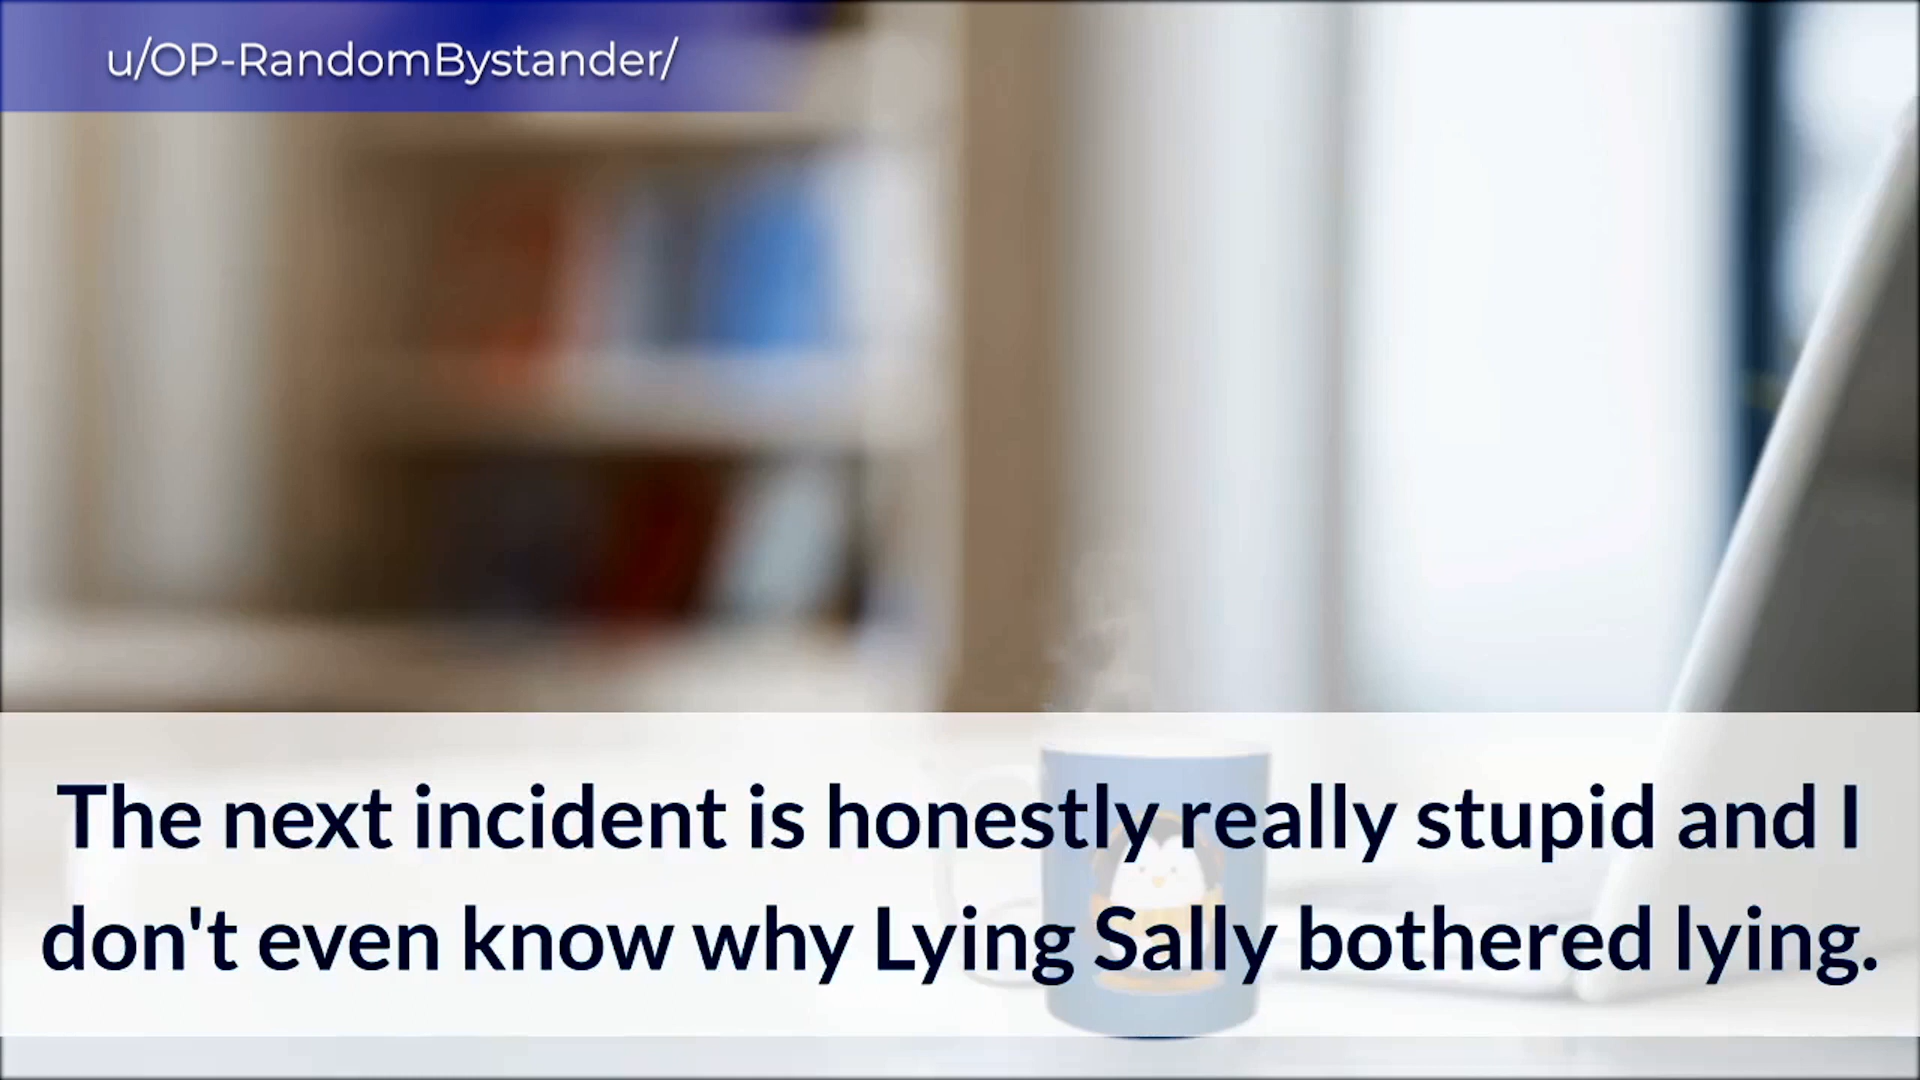 u/OP-RandomBystander/
The next incident is honestly really stupid and I
don't even know why Lying Sally bothered lying.